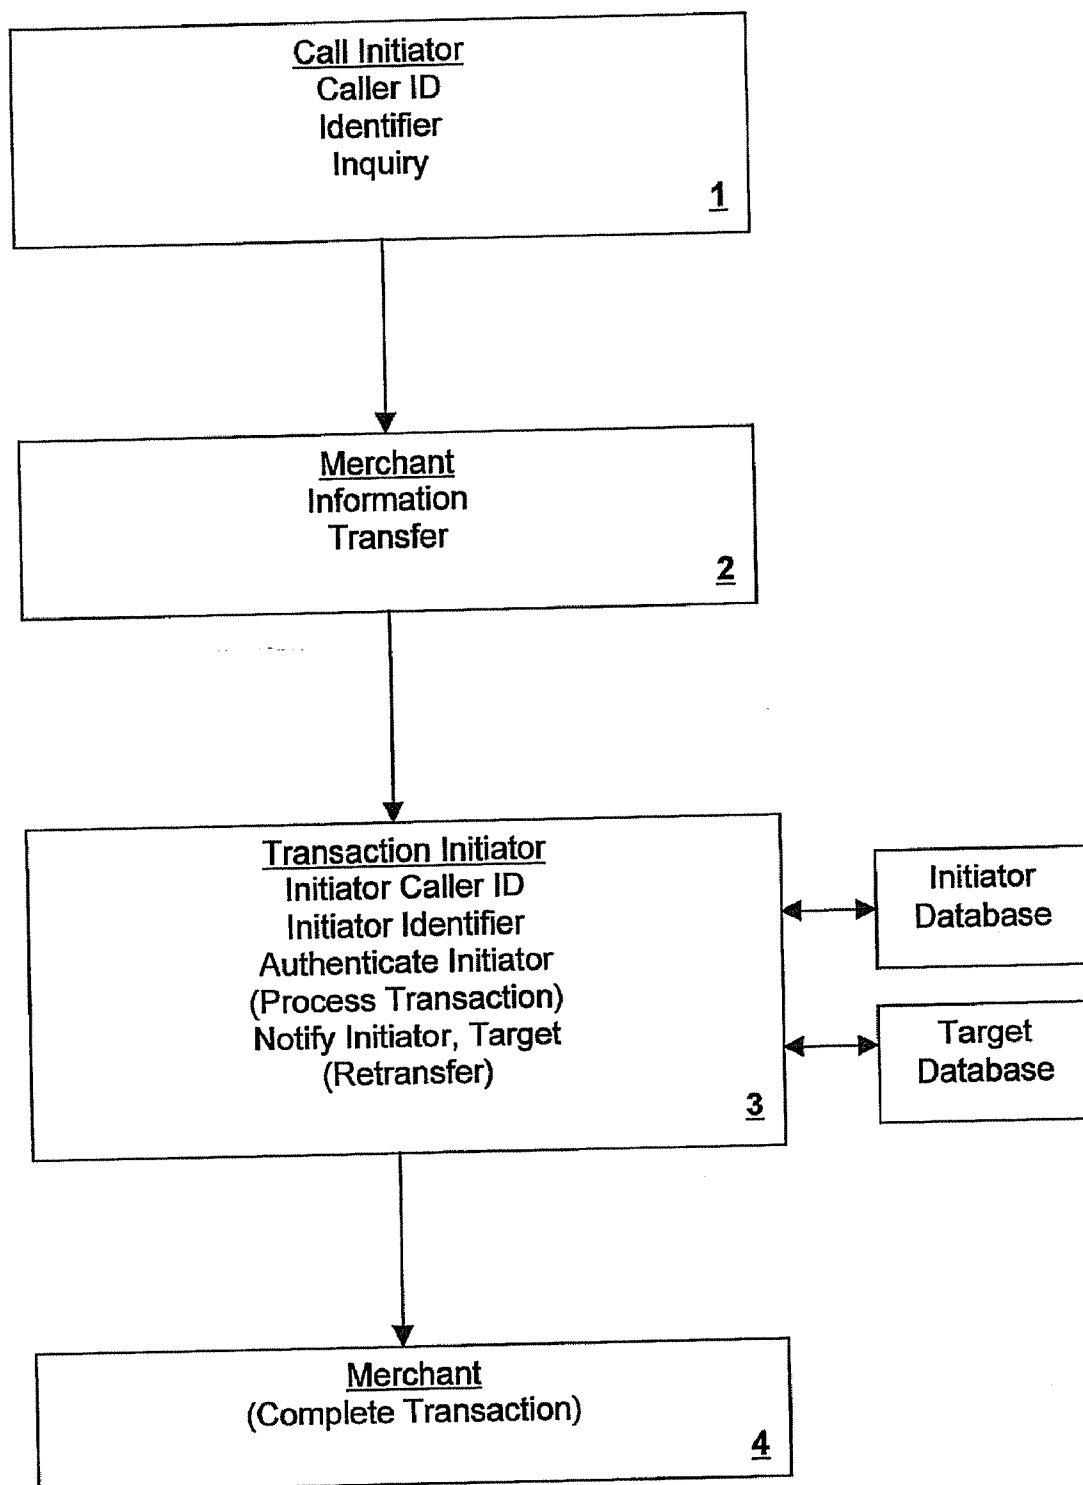 Call Initiator
Caller ID
Identifier
Inquiry
1
Merchant
Information
Transfer
2
Transaction Initiator
Initiator Caller ID
Initiator Identifier
Authenticate Initiator
(Process Transaction)
Notify Initiator, Target
(Retransfer)
3
Initiator
Database
Target
Database
Merchant
(Complete Transaction)
4